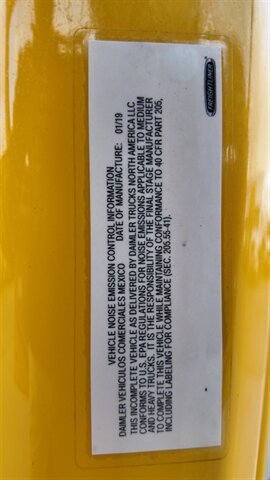 VEHICLE NOISE EMISSION CONTROL INFORMATION
DAIMLER VEHICULOS COMERCIALES MEXICO DATE OF MANUFACTURE: 01/19
THIS INCOMPLETE VEHICLE AS DELIVERED BY DAIMLER TRUCKS NORTH AMERICA LLC
CONFORMS TO U.S. EPA REGULATIONS FOR NOISE EMISSIONS APPLICABLE TO MEDIUM
AND HEAVY TRUCKS. IT IS THE RESPONSIBILITY OF THE FINAL STAGE MANUFACTURER
TO COMPLETE THIS VEHICLE WHILE MAINTAINING CONFORMANCE TO 40 CFR PART 205,
INCLUDING LABELING FOR COMPLIANCE (SEC. 205.55-41).
FREIGHTLINER